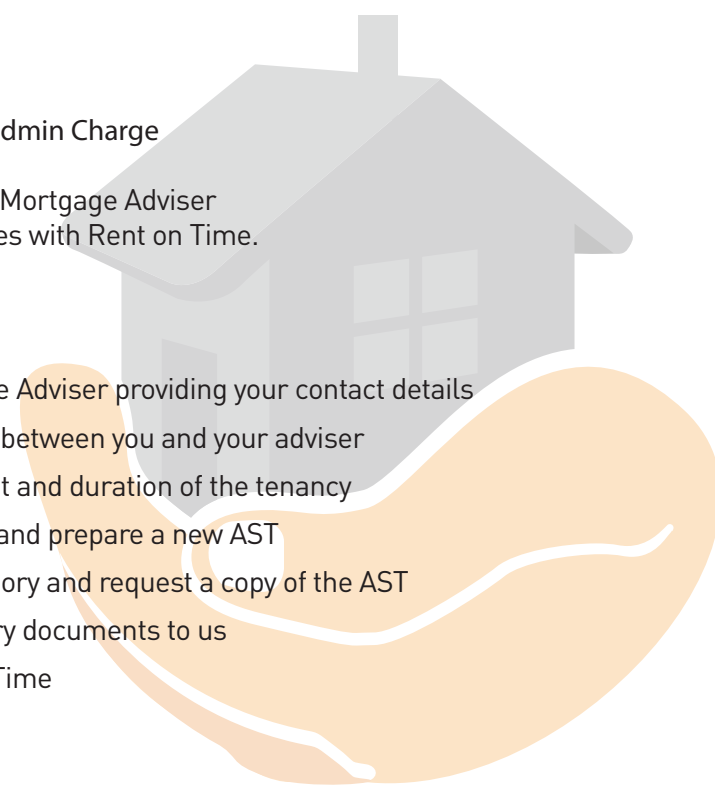 dmin Charge
Mortgage Adviser
es with Rent on Time.
e Adviser providing your contact details
between you and your adviser
t and duration of the tenancy
and prepare a new AST
ory and request a copy of the AST
ry documents to us
Time